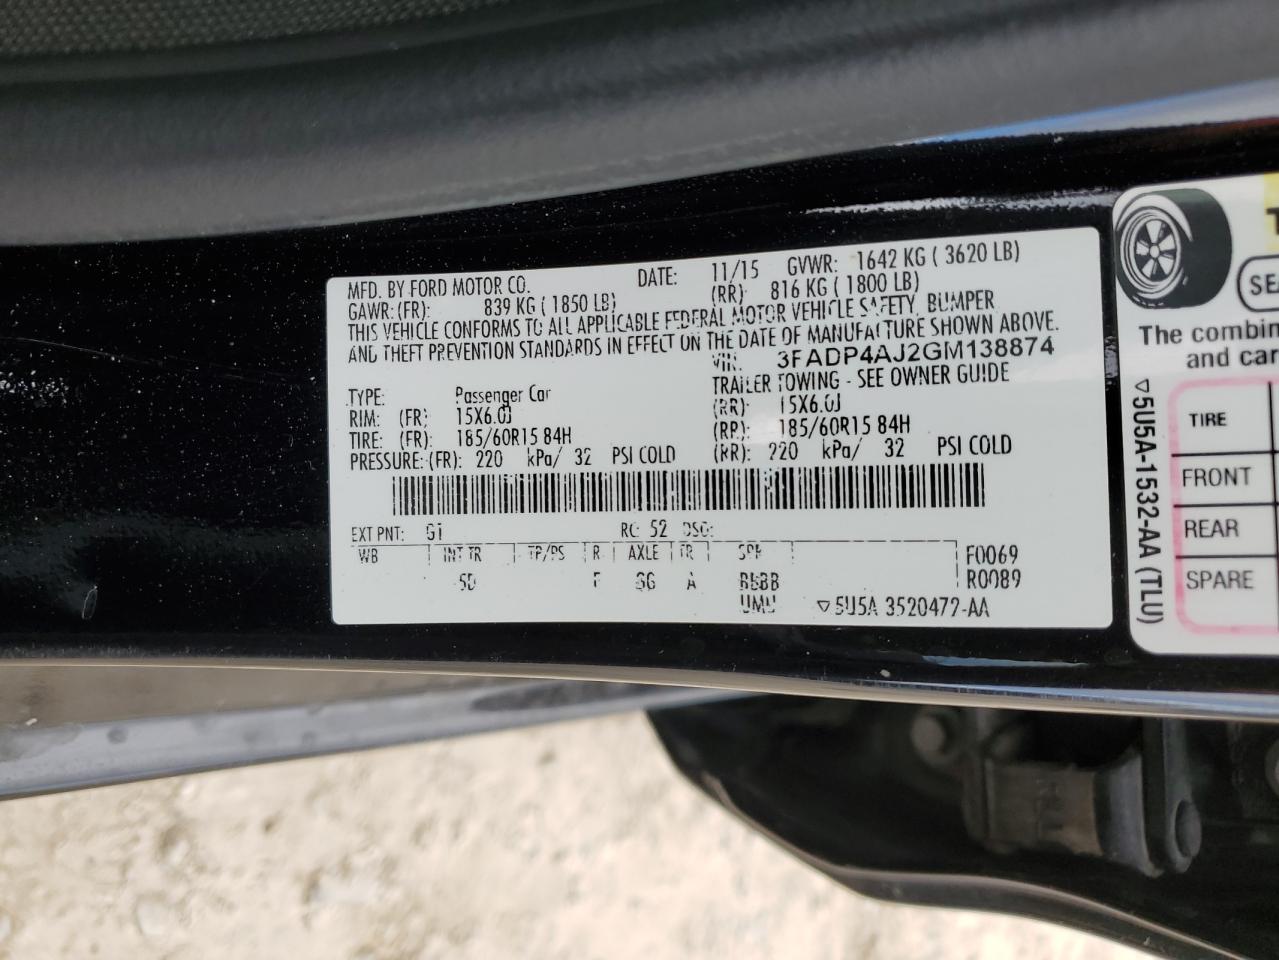 MFD. BY FORD MOTOR CO. DATE: 11/15 GVWR: 1642 KG ( 3620 LB)
GAWR: (FR): 839 KG ( 1850 LB) (RR): 816 KG ( 1800 LB)
THIS VEHICLE CONFORMS TO ALL APPLICABLE FEDERAL MOTOR VEHICLE SAFETY, BUMPER
AND THEFT PREVENTION STANDARDS IN EFFECT ON THE DATE OF MANUFACTURE SHOWN ABOVE.
VIN: 3FADP4AJ2GM138874
TYPE: Passenger Car TRAILER TOWING - SEE OWNER GUIDE
RIM: (FR): 15X6.0J (RR): 15X6.0J
TIRE: (FR): 185/60R15 84H (RR): 185/60R15 84H
PRESSURE: (FR): 220 kPa/ 32 PSI COLD (RR): 220 kPa/ 32 PSI COLD
EXT PNT: G1 RC: 52 DSO:
WB INT TR TP/PS R AXLE TR SPR F0069
5D F GG A BBBB R0089
UMU ▽5U5A 3520472-AA
The combin
and car
▽5U5A-1532-AA (TLU)
TIRE
FRONT
REAR
SPARE